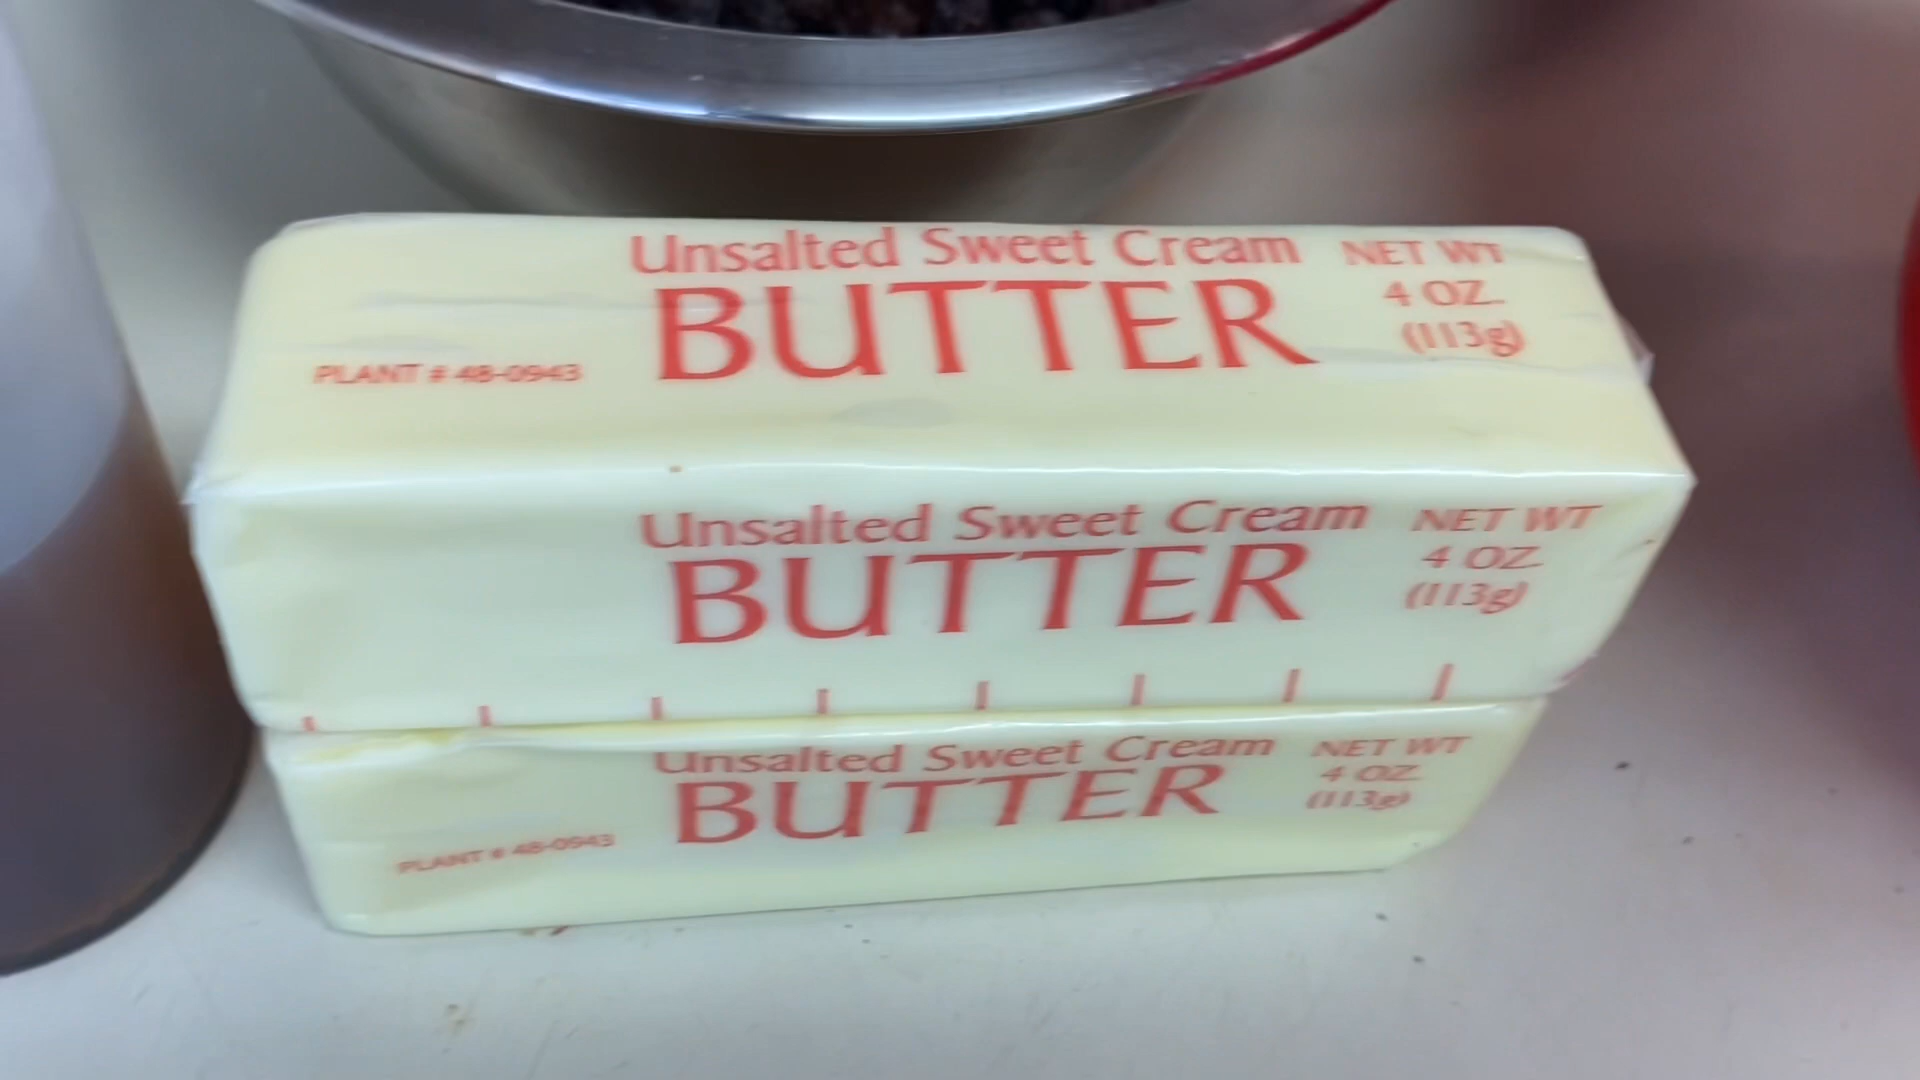 Unsalted Sweet Cream
BUTTER
NET WT
4 OZ.
(113g)
PLANT # 48-0943
Unsalted Sweet Cream
BUTTER
NET WT
4 OZ.
(113g)
Unsalted Sweet Cream
BUTTER
NET WT
4 OZ.
(113g)
PLANT # 48-0943